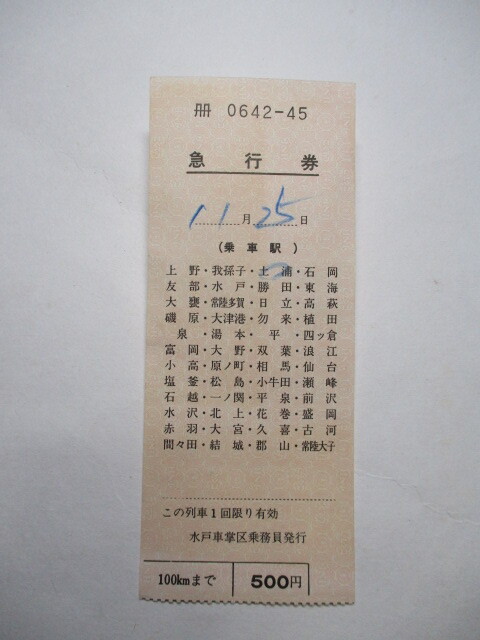 冊 0642-45
急行券
11月25日
(乗車駅)
上野・我孫子・土浦・石岡
友部・水戸・勝田・東海
大甕・常陸多賀・日立・高萩
磯原・大津港・勿来・植田
泉・湯本・平・四ッ倉
富岡・大野・双葉・浪江
小高・原ノ町・相馬・仙台
塩釜・松島・小牛田・瀬峰
石越・一ノ関・平泉・前沢
水沢・北上・花巻・盛岡
赤羽・大宮・久喜・古河
間々田・結城・郡山・常陸大子
この列車1回限り有効
水戸車掌区乗務員発行
100kmまで 500円